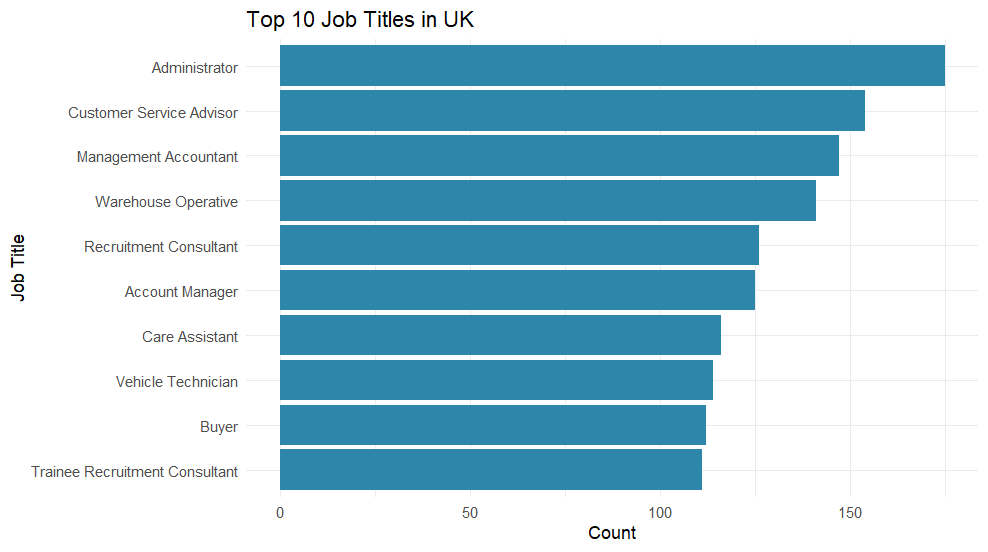 Top 10 Job Titles in UK
Job Title
Administrator
Customer Service Advisor
Management Accountant
Warehouse Operative
Recruitment Consultant
Account Manager
Care Assistant
Vehicle Technician
Buyer
Trainee Recruitment Consultant
0 50 100 150
Count